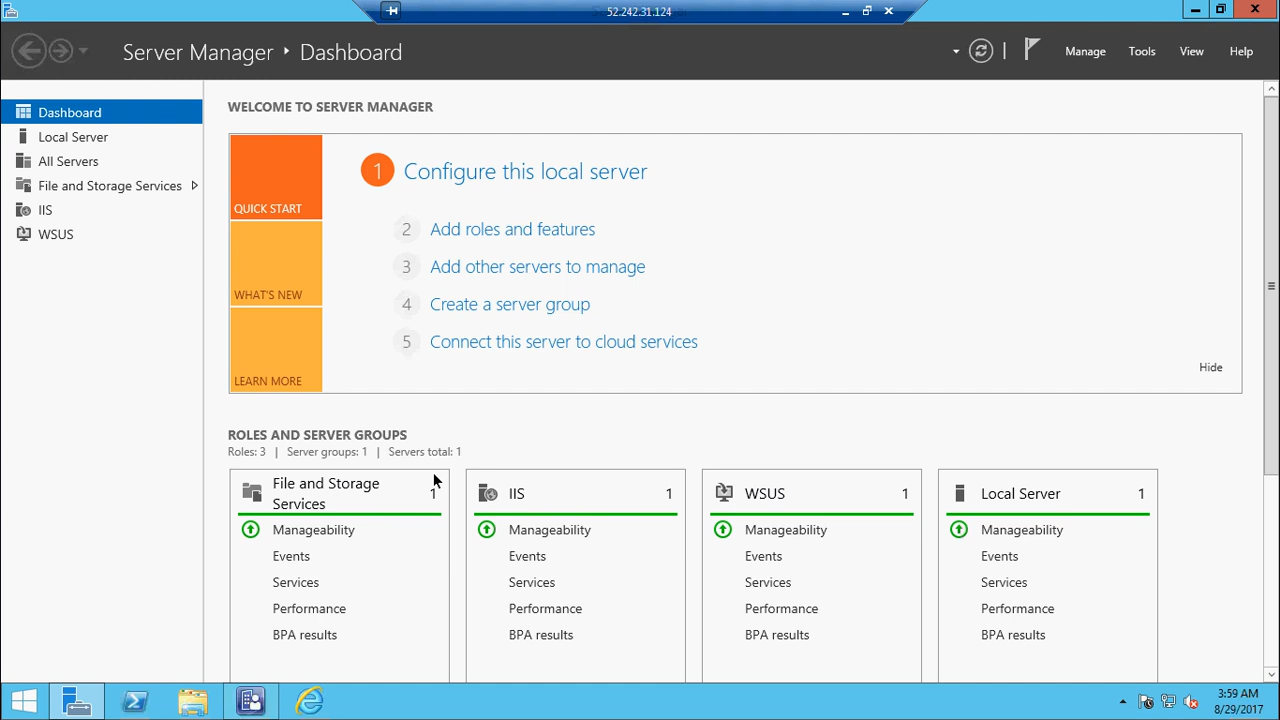 52.242.31.124
Server Manager ‣ Dashboard
Manage Tools View Help
Dashboard
Local Server
All Servers
File and Storage Services
IIS
WSUS
WELCOME TO SERVER MANAGER
QUICK START
WHAT'S NEW
LEARN MORE
1 Configure this local server
2 Add roles and features
3 Add other servers to manage
4 Create a server group
5 Connect this server to cloud services
Hide
ROLES AND SERVER GROUPS
Roles: 3 | Server groups: 1 | Servers total: 1
File and Storage Services 1
Manageability
Events
Services
Performance
BPA results
IIS 1
Manageability
Events
Services
Performance
BPA results
WSUS 1
Manageability
Events
Services
Performance
BPA results
Local Server 1
Manageability
Events
Services
Performance
BPA results
3:59 AM
8/29/2017